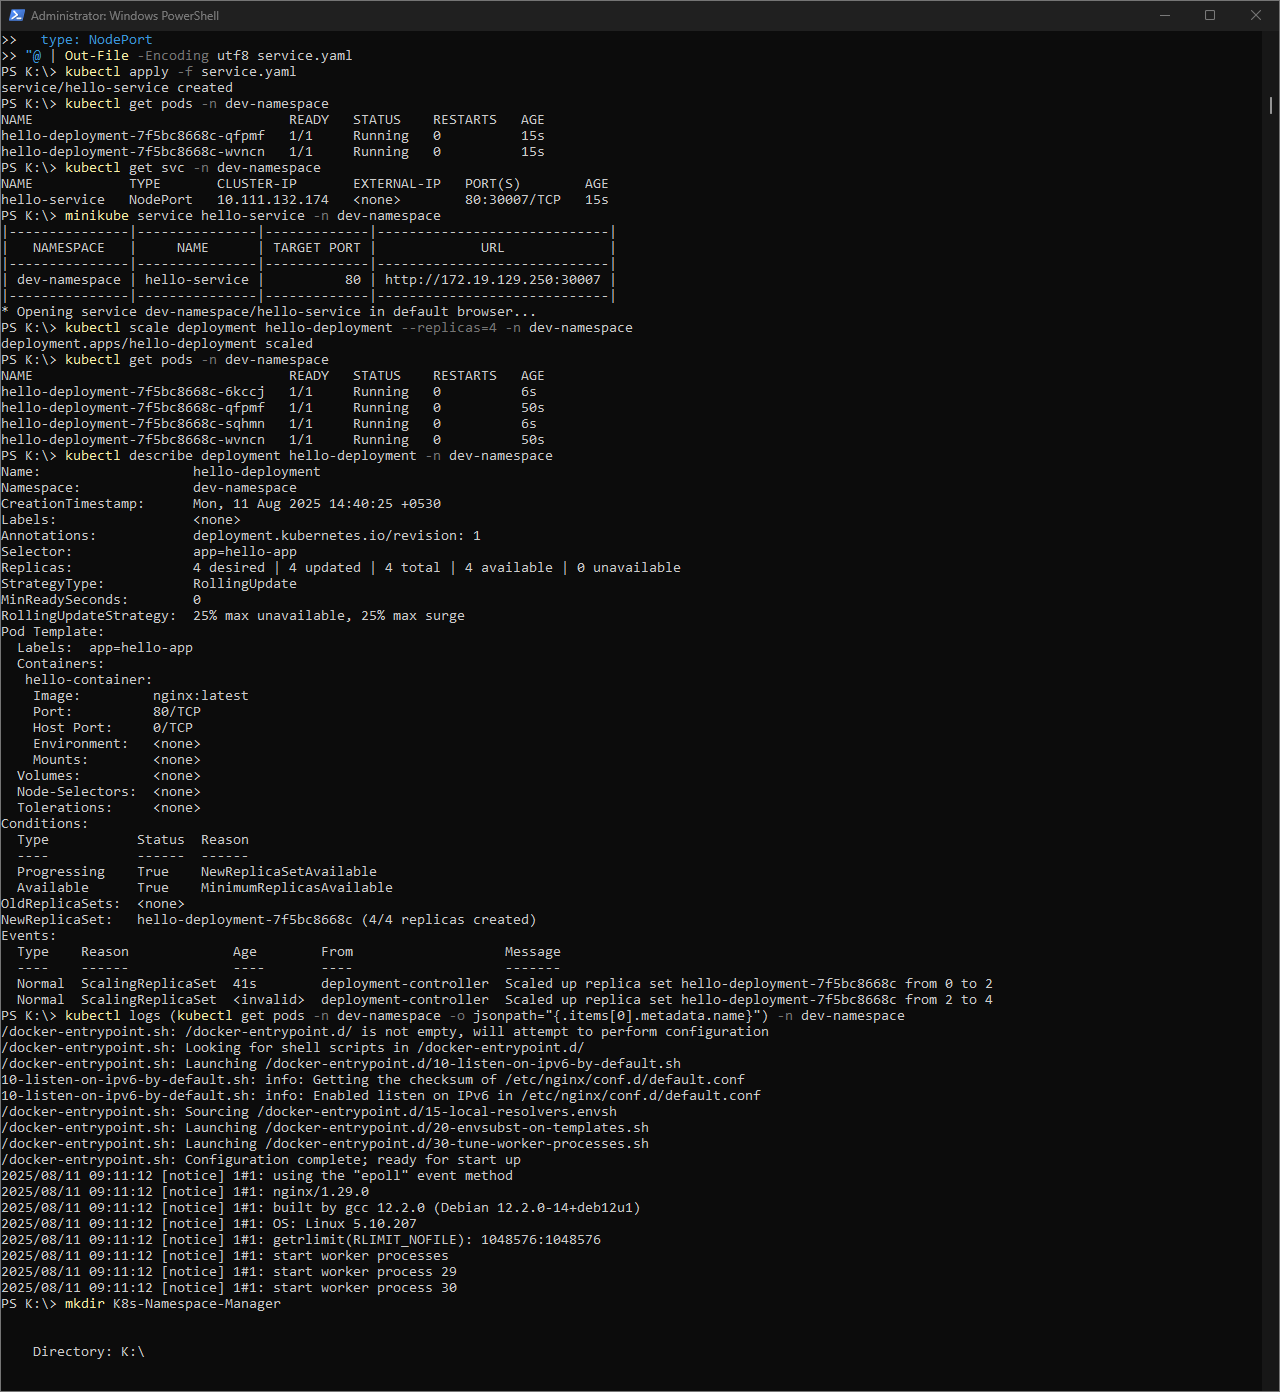 Administrator: Windows PowerShell
>>   type: NodePort
>> "@ | Out-File -Encoding utf8 service.yaml
PS K:\> kubectl apply -f service.yaml
service/hello-service created
PS K:\> kubectl get pods -n dev-namespace
NAME                                READY   STATUS    RESTARTS   AGE
hello-deployment-7f5bc8668c-qfpmf   1/1     Running   0          15s
hello-deployment-7f5bc8668c-wvncn   1/1     Running   0          15s
PS K:\> kubectl get svc -n dev-namespace
NAME            TYPE       CLUSTER-IP       EXTERNAL-IP   PORT(S)        AGE
hello-service   NodePort   10.111.132.174   <none>        80:30007/TCP   15s
PS K:\> minikube service hello-service -n dev-namespace
|---------------|---------------|-------------|-----------------------------|
|   NAMESPACE   |     NAME      | TARGET PORT |             URL             |
|---------------|---------------|-------------|-----------------------------|
| dev-namespace | hello-service |          80 | http://172.19.129.250:30007 |
|---------------|---------------|-------------|-----------------------------|
* Opening service dev-namespace/hello-service in default browser...
PS K:\> kubectl scale deployment hello-deployment --replicas=4 -n dev-namespace
deployment.apps/hello-deployment scaled
PS K:\> kubectl get pods -n dev-namespace
NAME                                READY   STATUS    RESTARTS   AGE
hello-deployment-7f5bc8668c-6kccj   1/1     Running   0          6s
hello-deployment-7f5bc8668c-qfpmf   1/1     Running   0          50s
hello-deployment-7f5bc8668c-sqhmn   1/1     Running   0          6s
hello-deployment-7f5bc8668c-wvncn   1/1     Running   0          50s
PS K:\> kubectl describe deployment hello-deployment -n dev-namespace
Name:                   hello-deployment
Namespace:              dev-namespace
CreationTimestamp:      Mon, 11 Aug 2025 14:40:25 +0530
Labels:                 <none>
Annotations:            deployment.kubernetes.io/revision: 1
Selector:               app=hello-app
Replicas:               4 desired | 4 updated | 4 total | 4 available | 0 unavailable
StrategyType:           RollingUpdate
MinReadySeconds:        0
RollingUpdateStrategy:  25% max unavailable, 25% max surge
Pod Template:
  Labels:  app=hello-app
  Containers:
   hello-container:
    Image:         nginx:latest
    Port:          80/TCP
    Host Port:     0/TCP
    Environment:   <none>
    Mounts:        <none>
  Volumes:         <none>
  Node-Selectors:  <none>
  Tolerations:     <none>
Conditions:
  Type           Status  Reason
  ----           ------  ------
  Progressing    True    NewReplicaSetAvailable
  Available      True    MinimumReplicasAvailable
OldReplicaSets:  <none>
NewReplicaSet:   hello-deployment-7f5bc8668c (4/4 replicas created)
Events:
  Type    Reason             Age        From                   Message
  ----    ------             ----       ----                   -------
  Normal  ScalingReplicaSet  41s        deployment-controller  Scaled up replica set hello-deployment-7f5bc8668c from 0 to 2
  Normal  ScalingReplicaSet  <invalid>  deployment-controller  Scaled up replica set hello-deployment-7f5bc8668c from 2 to 4
PS K:\> kubectl logs (kubectl get pods -n dev-namespace -o jsonpath="{.items[0].metadata.name}") -n dev-namespace
/docker-entrypoint.sh: /docker-entrypoint.d/ is not empty, will attempt to perform configuration
/docker-entrypoint.sh: Looking for shell scripts in /docker-entrypoint.d/
/docker-entrypoint.sh: Launching /docker-entrypoint.d/10-listen-on-ipv6-by-default.sh
10-listen-on-ipv6-by-default.sh: info: Getting the checksum of /etc/nginx/conf.d/default.conf
10-listen-on-ipv6-by-default.sh: info: Enabled listen on IPv6 in /etc/nginx/conf.d/default.conf
/docker-entrypoint.sh: Sourcing /docker-entrypoint.d/15-local-resolvers.envsh
/docker-entrypoint.sh: Launching /docker-entrypoint.d/20-envsubst-on-templates.sh
/docker-entrypoint.sh: Launching /docker-entrypoint.d/30-tune-worker-processes.sh
/docker-entrypoint.sh: Configuration complete; ready for start up
2025/08/11 09:11:12 [notice] 1#1: using the "epoll" event method
2025/08/11 09:11:12 [notice] 1#1: nginx/1.29.0
2025/08/11 09:11:12 [notice] 1#1: built by gcc 12.2.0 (Debian 12.2.0-14+deb12u1)
2025/08/11 09:11:12 [notice] 1#1: OS: Linux 5.10.207
2025/08/11 09:11:12 [notice] 1#1: getrlimit(RLIMIT_NOFILE): 1048576:1048576
2025/08/11 09:11:12 [notice] 1#1: start worker processes
2025/08/11 09:11:12 [notice] 1#1: start worker process 29
2025/08/11 09:11:12 [notice] 1#1: start worker process 30
PS K:\> mkdir K8s-Namespace-Manager
    Directory: K:\